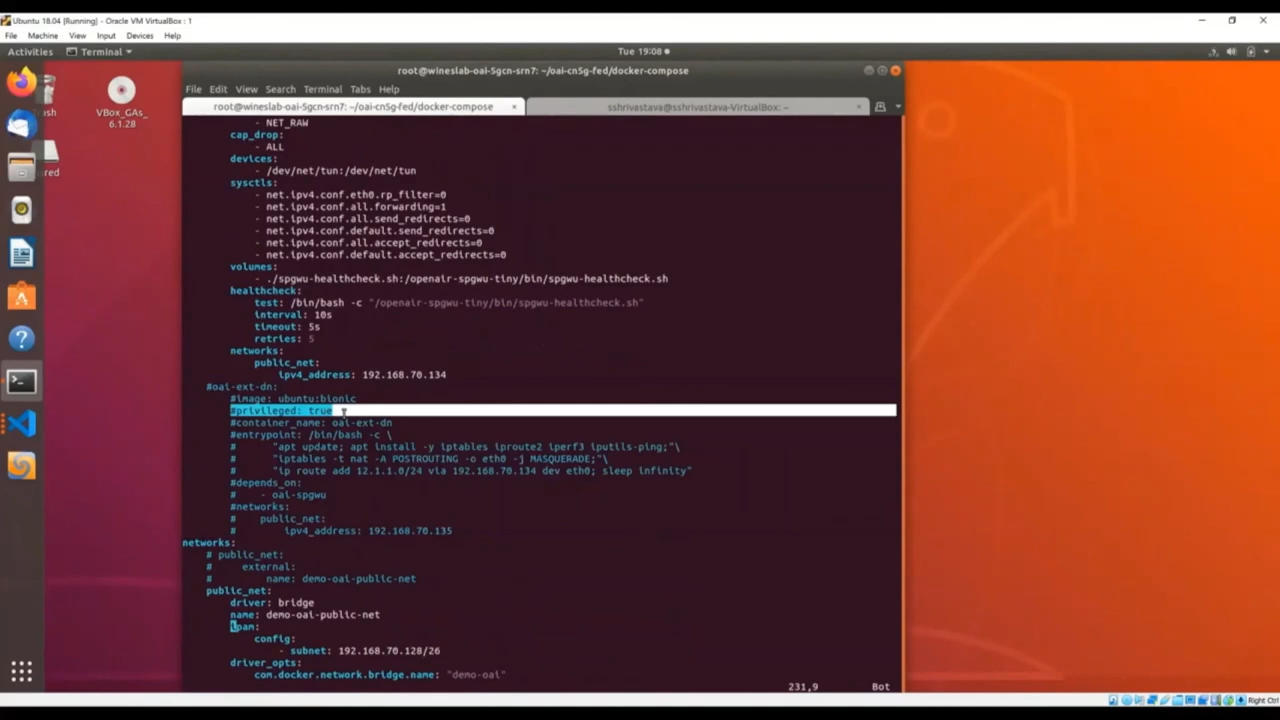 Ubuntu 18.04 [Running] - Oracle VM VirtualBox : 1
File Machine View Input Devices Help
Activities Terminal Tue 19:08
root@wineslab-oai-5gcn-srn7: ~/oai-cn5g-fed/docker-compose
File Edit View Search Terminal Tabs Help
root@wineslab-oai-5gcn-srn7: ~/oai-cn5g-fed/docker-compose × sshrivastava@sshrivastava-VirtualBox: ~ ×
VBox_GAs_
6.1.28
- NET_RAW
cap_drop:
- ALL
devices:
- /dev/net/tun:/dev/net/tun
sysctls:
- net.ipv4.conf.eth0.rp_filter=0
- net.ipv4.conf.all.forwarding=1
- net.ipv4.conf.all.send_redirects=0
- net.ipv4.conf.default.send_redirects=0
- net.ipv4.conf.all.accept_redirects=0
- net.ipv4.conf.default.accept_redirects=0
volumes:
- ./spgwu-healthcheck.sh:/openair-spgwu-tiny/bin/spgwu-healthcheck.sh
healthcheck:
test: /bin/bash -c "/openair-spgwu-tiny/bin/spgwu-healthcheck.sh"
interval: 10s
timeout: 5s
retries: 5
networks:
public_net:
ipv4_address: 192.168.70.134
#oai-ext-dn:
#image: ubuntu:bionic
#privileged: true
#container_name: oai-ext-dn
#entrypoint: /bin/bash -c \
# "apt update; apt install -y iptables iproute2 iperf3 iputils-ping;"\
# "iptables -t nat -A POSTROUTING -o eth0 -j MASQUERADE;"\
# "ip route add 12.1.1.0/24 via 192.168.70.134 dev eth0; sleep infinity"
#depends_on:
# - oai-spgwu
#networks:
# public_net:
# ipv4_address: 192.168.70.135
networks:
# public_net:
# external:
# name: demo-oai-public-net
public_net:
driver: bridge
name: demo-oai-public-net
ipam:
config:
- subnet: 192.168.70.128/26
driver_opts:
com.docker.network.bridge.name: "demo-oai"
231,9 Bot
Right Ctrl